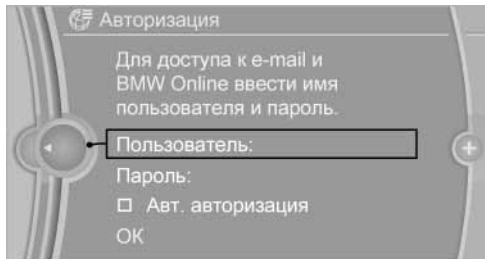 Авторизация
Для доступа к e-mail и
BMW Online ввести имя
пользователя и пароль.
Пользователь:
Пароль:
Авт. авторизация
OK